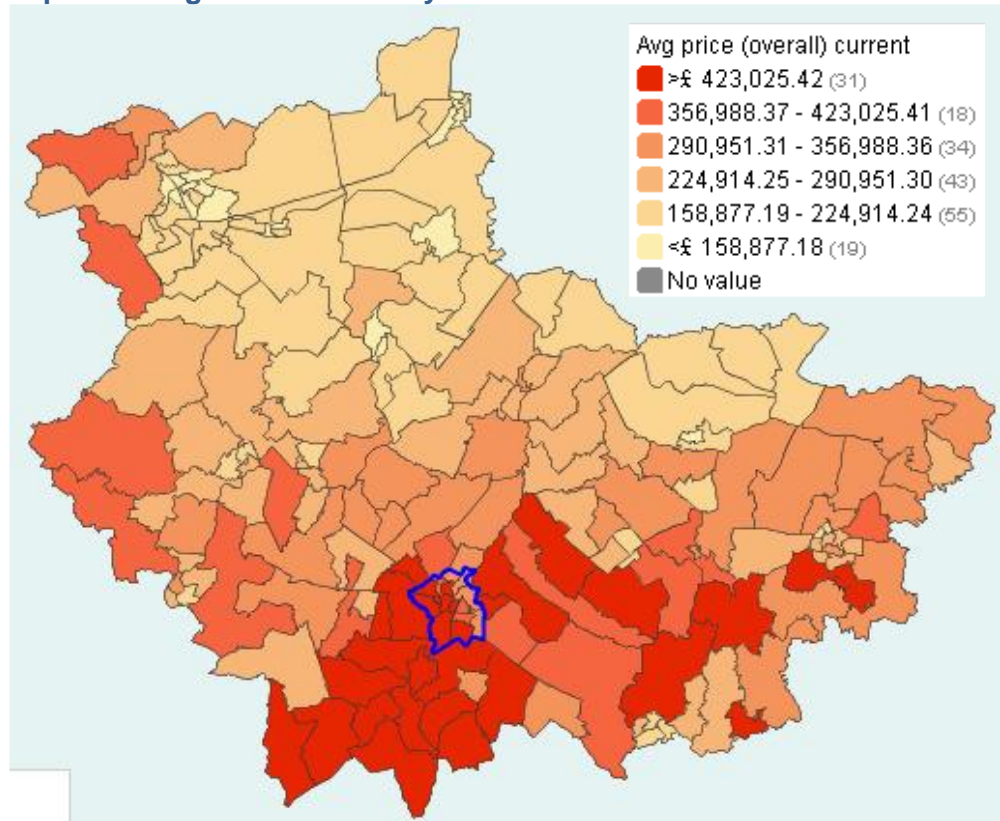 Avg price (overall) current
>£ 423,025.42 (31)
356,988.37 - 423,025.41 (18)
290,951.31 - 356,988.36 (34)
224,914.25 - 290,951.30 (43)
158,877.19 - 224,914.24 (55)
<£ 158,877.18 (19)
No value